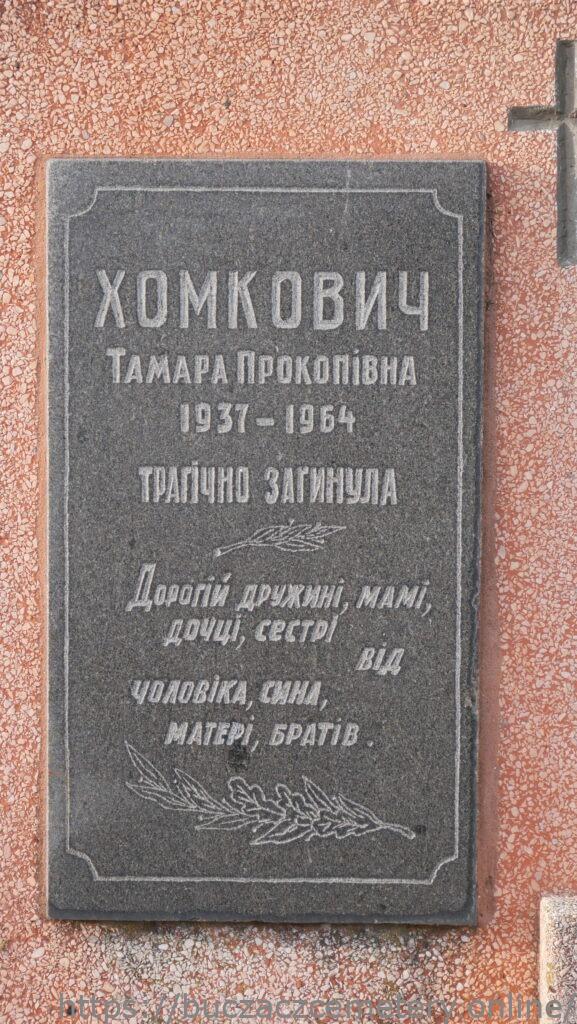 ХОМКОВИЧ
ТАМАРА ПРОКОПІВНА
1937 – 1964
ТРАГІЧНО ЗАГИНУЛА
ДОРОГІЙ ДРУЖИНІ, МАМІ,
ДОЧЦІ, СЕСТРІ
ВІД
ЧОЛОВІКА, СИНА,
МАТЕРІ, БРАТІВ.
https://buczaczcemetery.online/